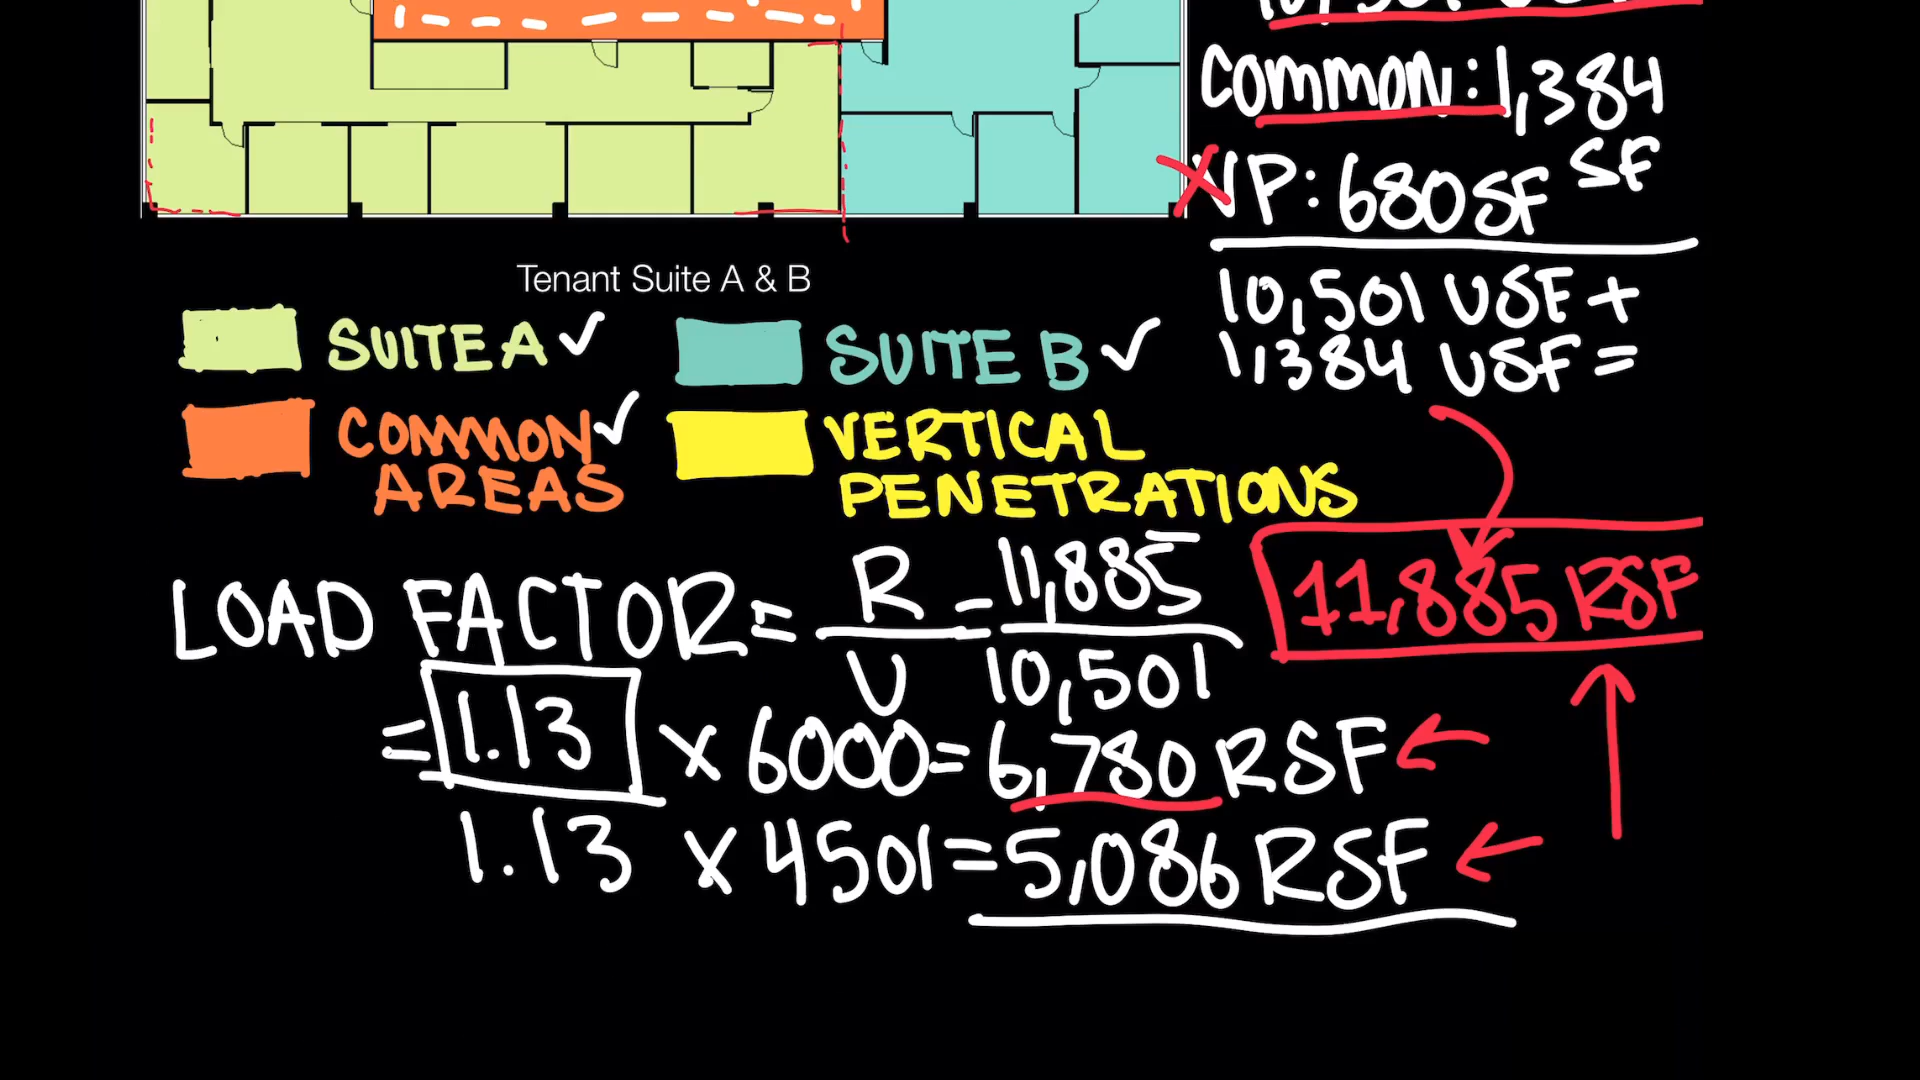 Common: 1,384
SF
VP: 680 SF
10,501 USF +
1,384 USF =
Tenant Suite A & B
SUITE A ✓
SUITE B ✓
COMMON ✓
AREAS
VERTICAL
PENETRATIONS
11,885 RSF
LOAD FACTOR = R/U = 11,885/10,501
= 1.13 x 6000 = 6,780 RSF
1.13 x 4501 = 5,086 RSF